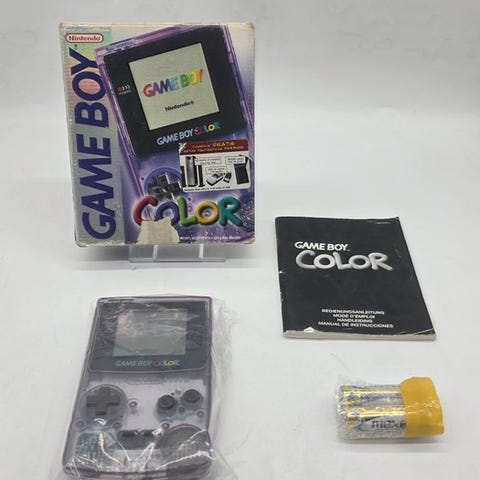 Nintendo
GAME BOY
GAME BOY
Nintendo
GAME BOY COLOR
GRATIS
COLOR
GAME BOY
COLOR
BEDIENUNGSANLEITUNG
MODE D'EMPLOI
HANDLEIDING
MANUAL DE INSTRUCCIONES
GAME BOY COLOR